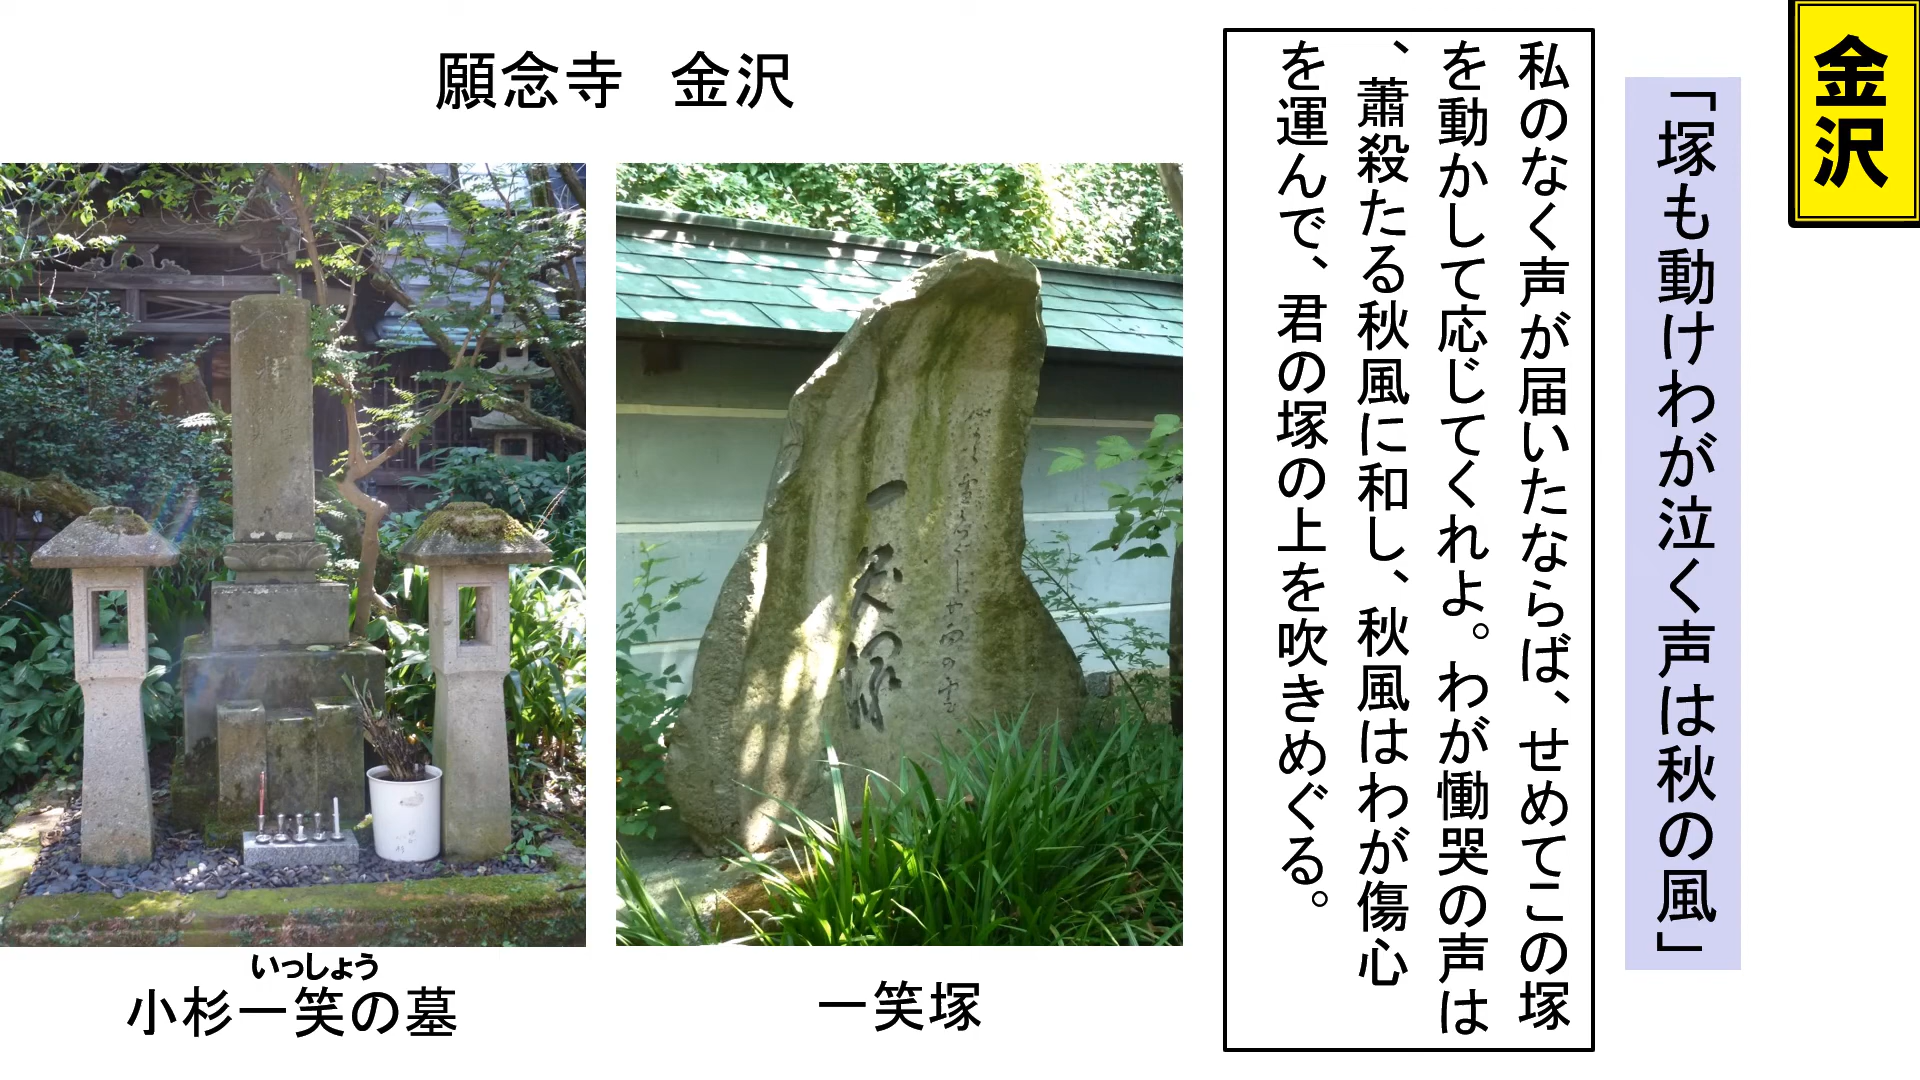 金沢
「塚も動けわが泣く声は秋の風」
私のなく声が届いたならば、せめてこの塚
を動かして応じてくれよ。わが慟哭の声は
、蕭殺たる秋風に和し、秋風はわが傷心
を運んで、君の塚の上を吹きめぐる。
願念寺　金沢
一笑塚
いっしょう
小杉一笑の墓
一笑塚